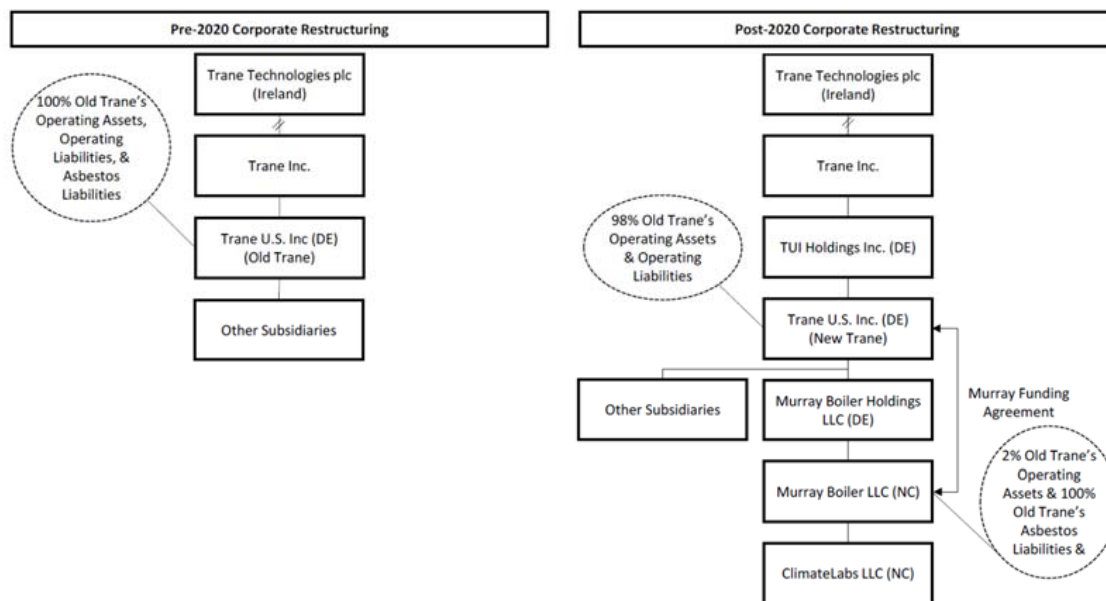 Pre-2020 Corporate Restructuring
Trane Technologies plc
(Ireland)
100% Old Trane's
Operating Assets,
Operating
Liabilities, &
Asbestos
Liabilities
Trane Inc.
Trane U.S. Inc (DE)
(Old Trane)
Other Subsidiaries
Post-2020 Corporate Restructuring
Trane Technologies plc
(Ireland)
Trane Inc.
98% Old Trane's
Operating Assets
& Operating
Liabilities
TUI Holdings Inc. (DE)
Trane U.S. Inc. (DE)
(New Trane)
Other Subsidiaries
Murray Boiler Holdings
LLC (DE)
Murray Funding
Agreement
Murray Boiler LLC (NC)
2% Old Trane's
Operating
Assets & 100%
Old Trane's
Asbestos
Liabilities &
ClimateLabs LLC (NC)